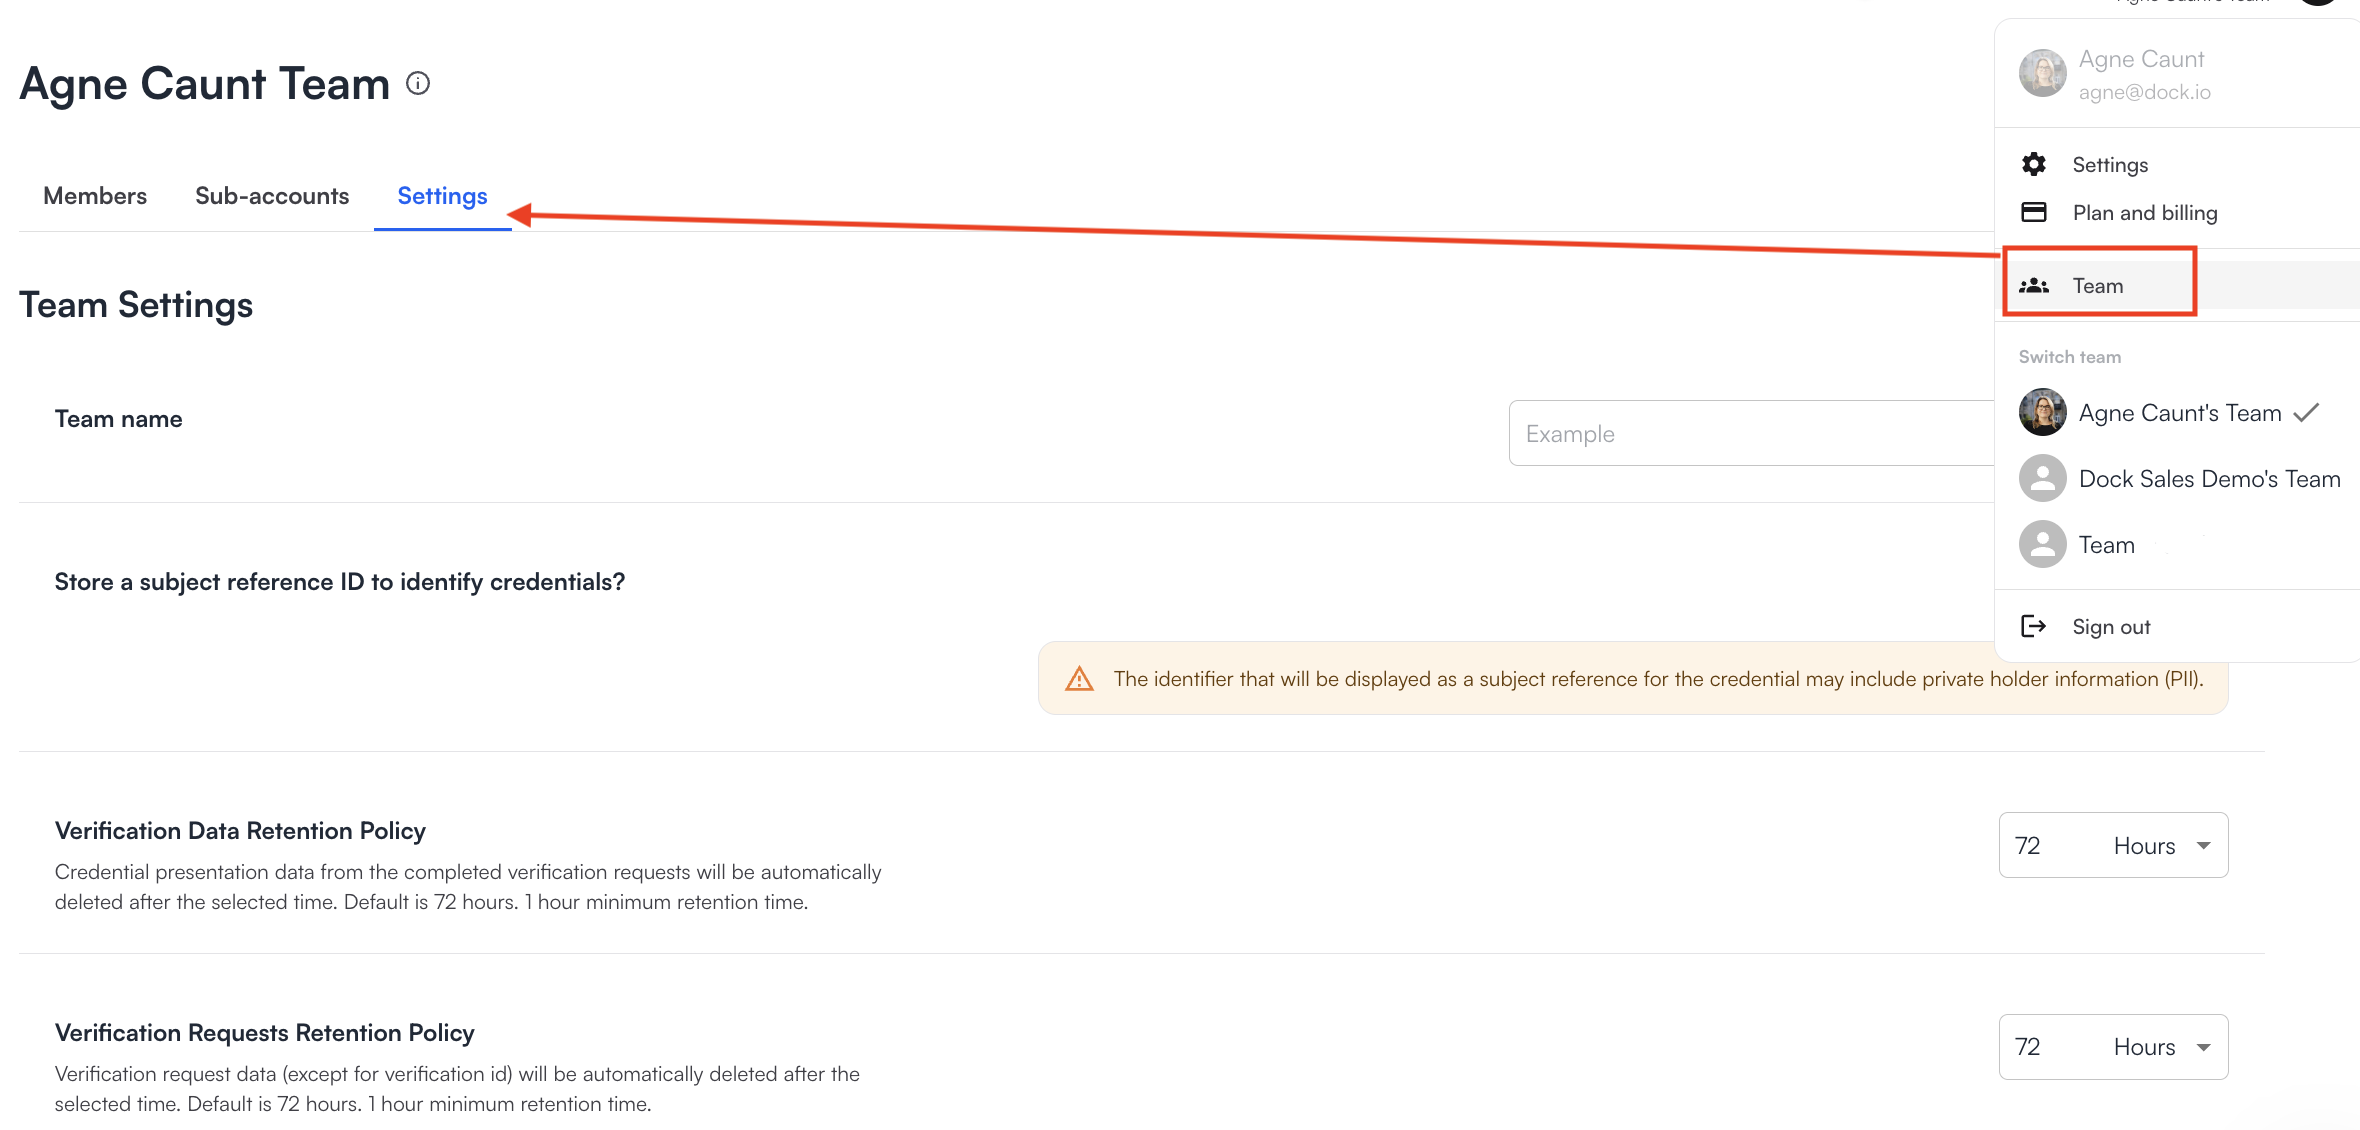 Agne Caunt's Team
Agne Caunt Team
Agne Caunt
agne@dock.io
Members Sub-accounts Settings
Settings
Plan and billing
Team
Switch team
Agne Caunt's Team
Dock Sales Demo's Team
Team
Sign out
Team Settings
Team name
Example
Store a subject reference ID to identify credentials?
The identifier that will be displayed as a subject reference for the credential may include private holder information (PII).
Verification Data Retention Policy
72 Hours
Credential presentation data from the completed verification requests will be automatically
deleted after the selected time. Default is 72 hours. 1 hour minimum retention time.
Verification Requests Retention Policy
72 Hours
Verification request data (except for verification id) will be automatically deleted after the
selected time. Default is 72 hours. 1 hour minimum retention time.